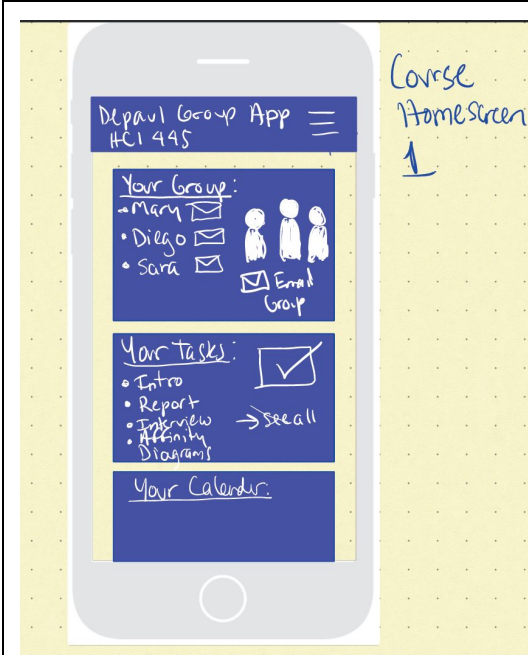 Depaul Group App
HCI 445
Your Group:
• Mary
• Diego
• Sara
Email
Group
Your Tasks:
• Intro
• Report
• Interview
• Affinity
Diagrams
→ see all
Your Calender:
Course
Homescreen
1